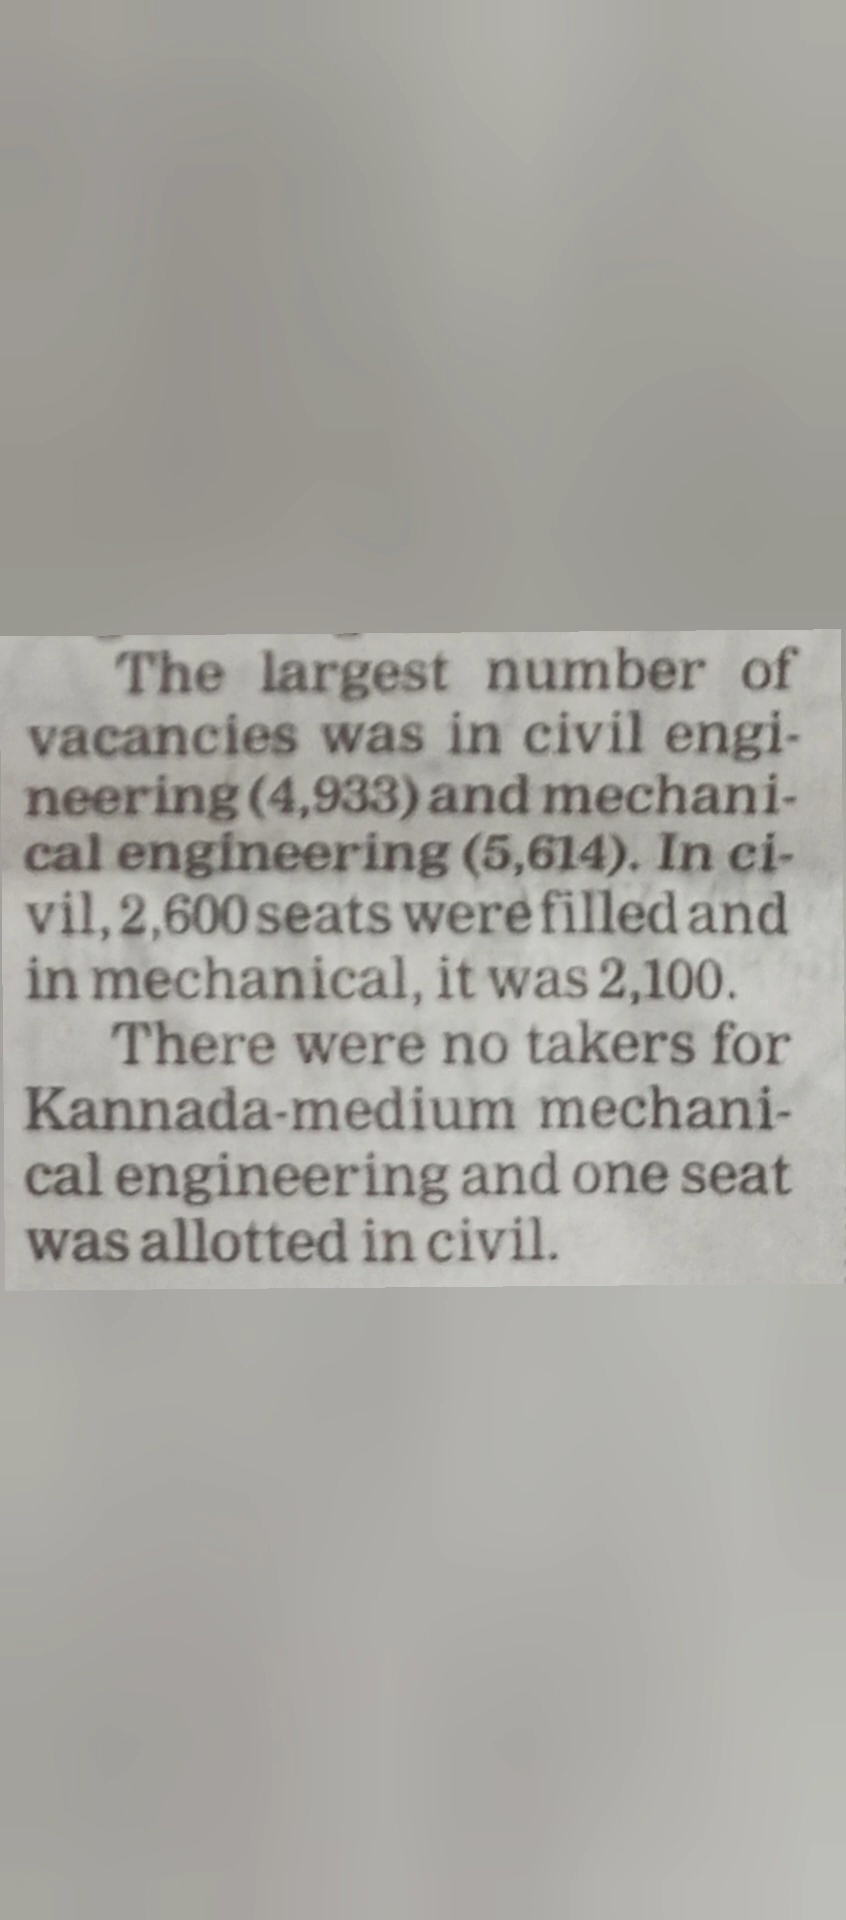 The largest number of
vacancies was in civil engi-
neering (4,933) and mechani-
cal engineering (5,614). In ci-
vil, 2,600 seats were filled and
in mechanical, it was 2,100.
There were no takers for
Kannada-medium mechani-
cal engineering and one seat
was allotted in civil.